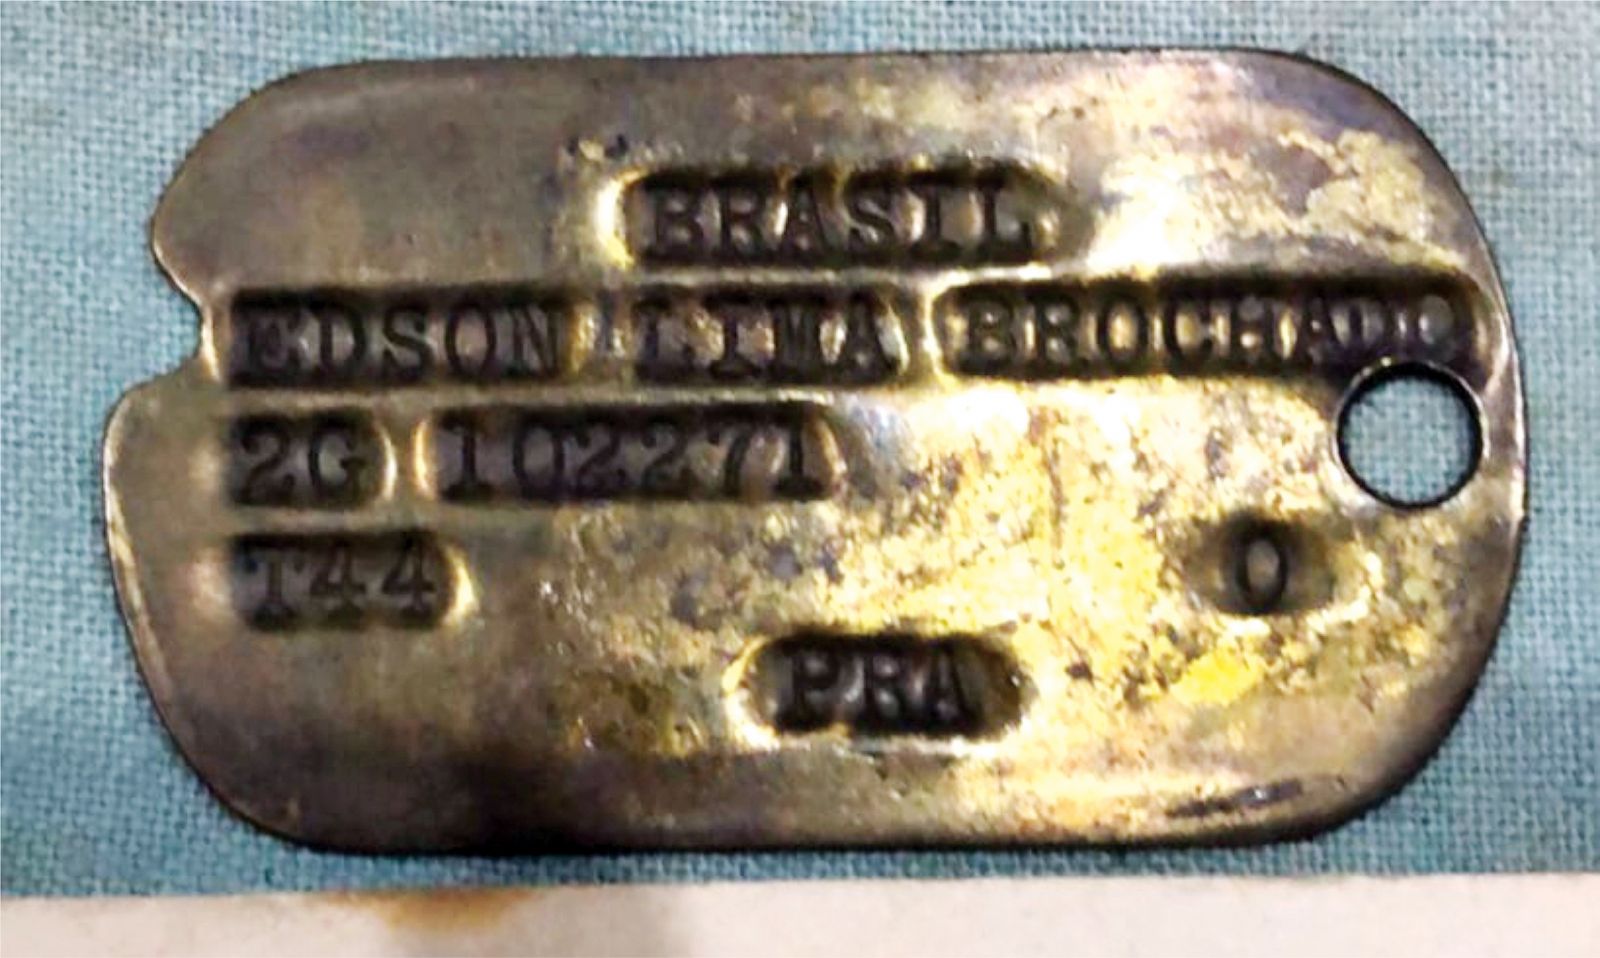 BRASIL
EDSON LIMA BROCHADO
2G 102271
T44 O
PRA